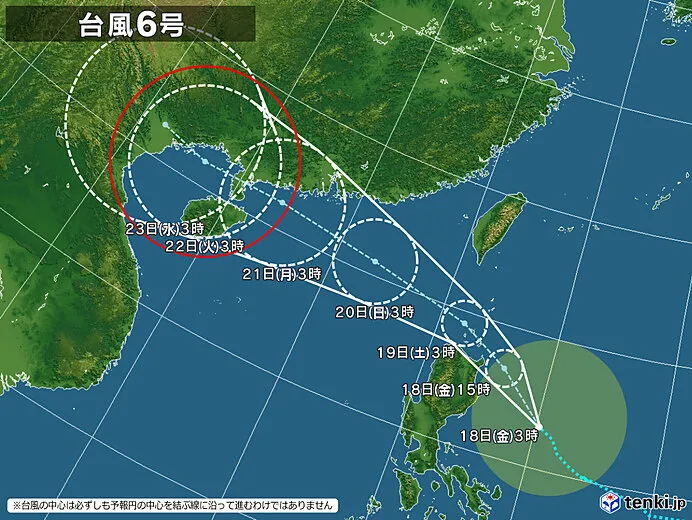 台風6号
23日(水)3時
22日(火)3時
21日(月)3時
20日(日)3時
19日(土)3時
18日(金)15時
18日(金)3時
※台風の中心は必ずしも予報円の中心を結ぶ線に沿って進むわけではありません
tenki.jp